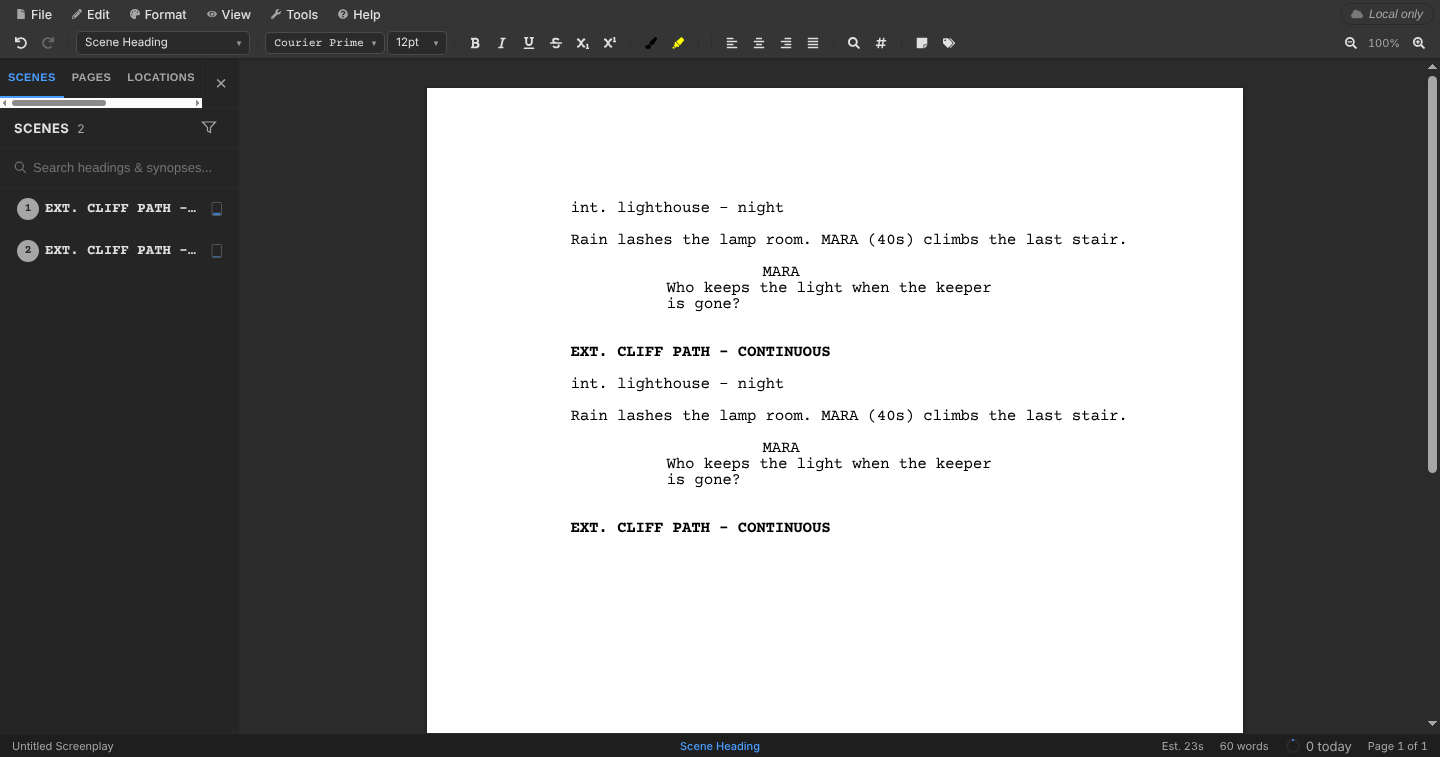 File Edit Format View Tools Help Local only
Scene Heading Courier Prime 12pt B I U S X₁ X¹ 100%
SCENES PAGES LOCATIONS
SCENES 2
Search headings & synopses...
1 EXT. CLIFF PATH –…
2 EXT. CLIFF PATH –…
int. lighthouse – night
Rain lashes the lamp room. MARA (40s) climbs the last stair.
MARA
Who keeps the light when the keeper
is gone?
EXT. CLIFF PATH – CONTINUOUS
int. lighthouse – night
Rain lashes the lamp room. MARA (40s) climbs the last stair.
MARA
Who keeps the light when the keeper
is gone?
EXT. CLIFF PATH – CONTINUOUS
Untitled Screenplay Scene Heading Est. 23s 60 words 0 today Page 1 of 1